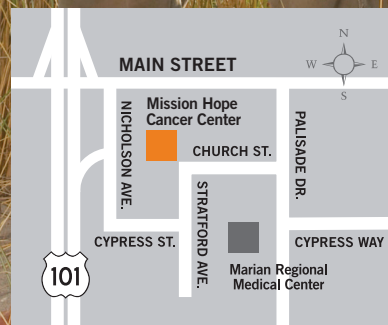 N
W E
S
MAIN STREET
Mission Hope
Cancer Center
NICHOLSON AVE.
CHURCH ST.
PALISADE DR.
STRATFORD AVE.
CYPRESS ST.
CYPRESS WAY
Marian Regional
Medical Center
101